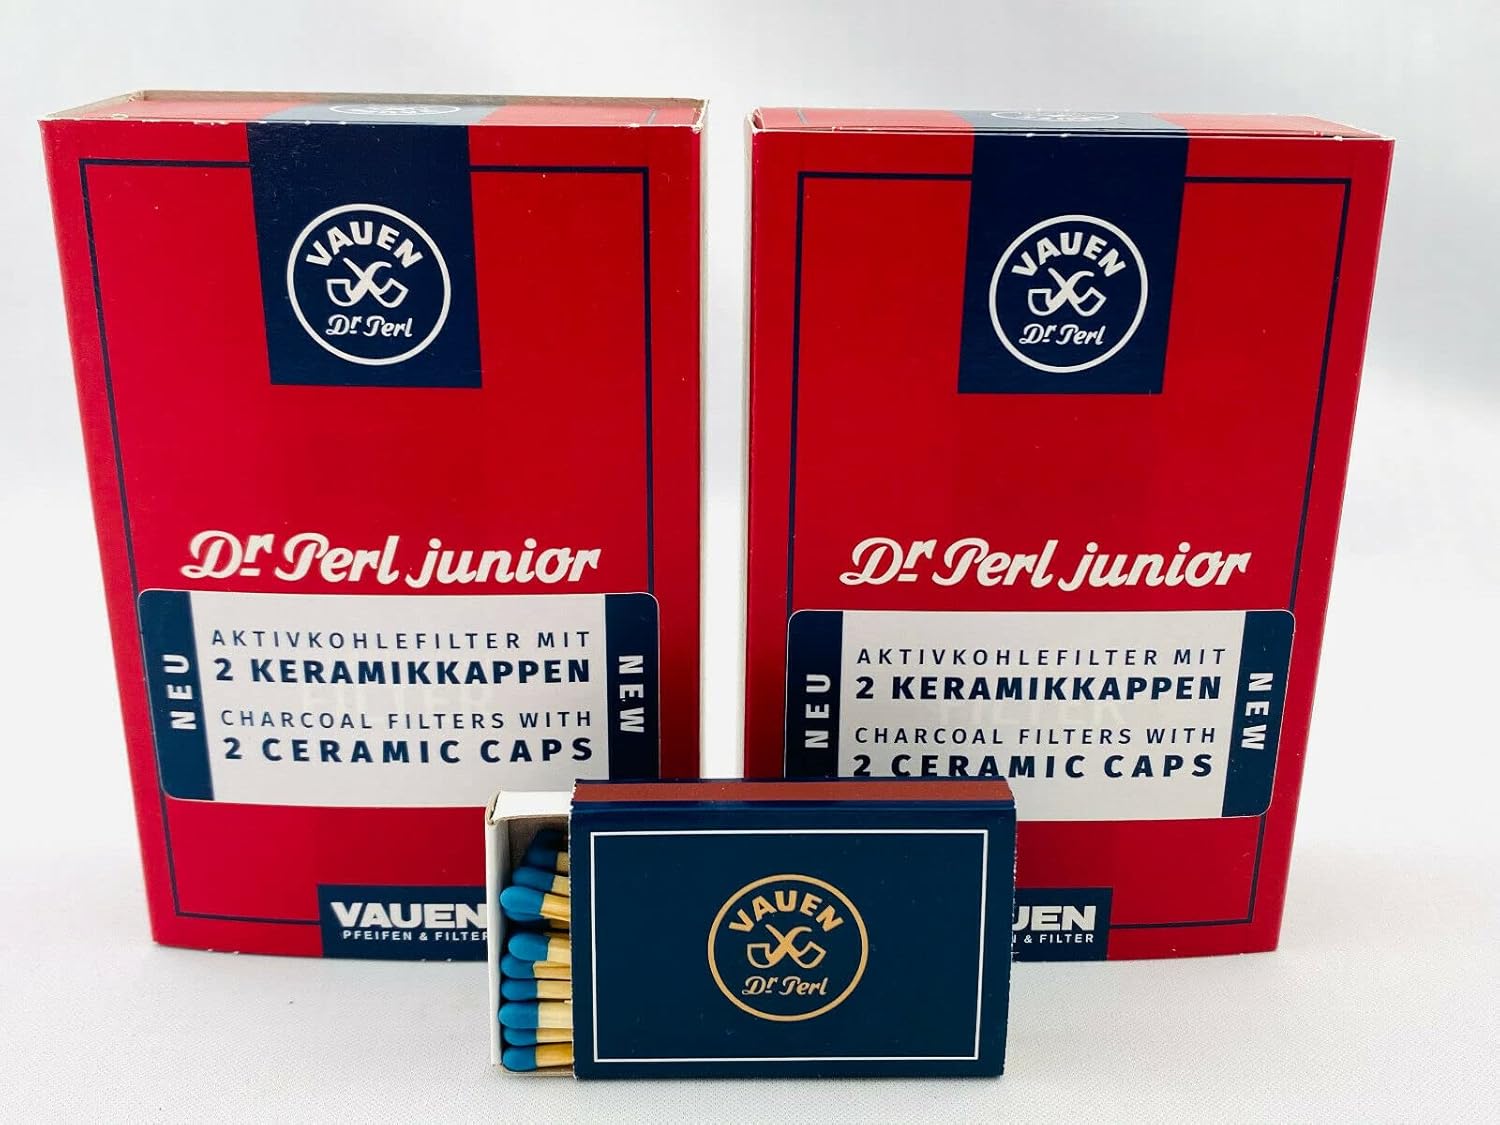 VAUEN
Dr Perl
Dr Perl junior
NEU
AKTIVKOHLEFILTER MIT
2 KERAMIKKAPPEN
CHARCOAL FILTERS WITH
2 CERAMIC CAPS
NEW
VAUEN
PFEIFEN & FILTER
VAUEN
Dr Perl
Dr Perl junior
NEU
AKTIVKOHLEFILTER MIT
2 KERAMIKKAPPEN
CHARCOAL FILTERS WITH
2 CERAMIC CAPS
NEW
UEN
& FILTER
VAUEN
Dr Perl